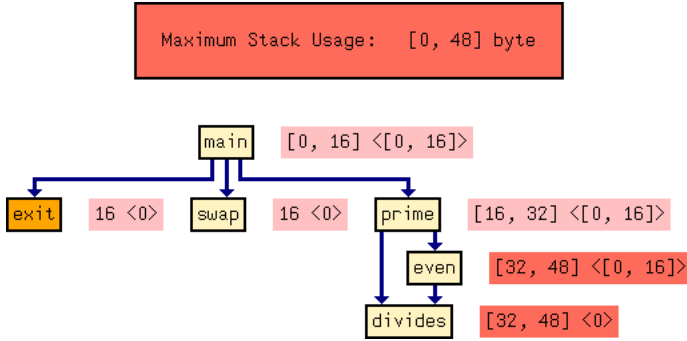 Maximum Stack Usage: [0, 48] byte
main [0, 16] <[0, 16]>
exit 16 <0> swap 16 <0> prime [16, 32] <[0, 16]>
even [32, 48] <[0, 16]>
divides [32, 48] <0>